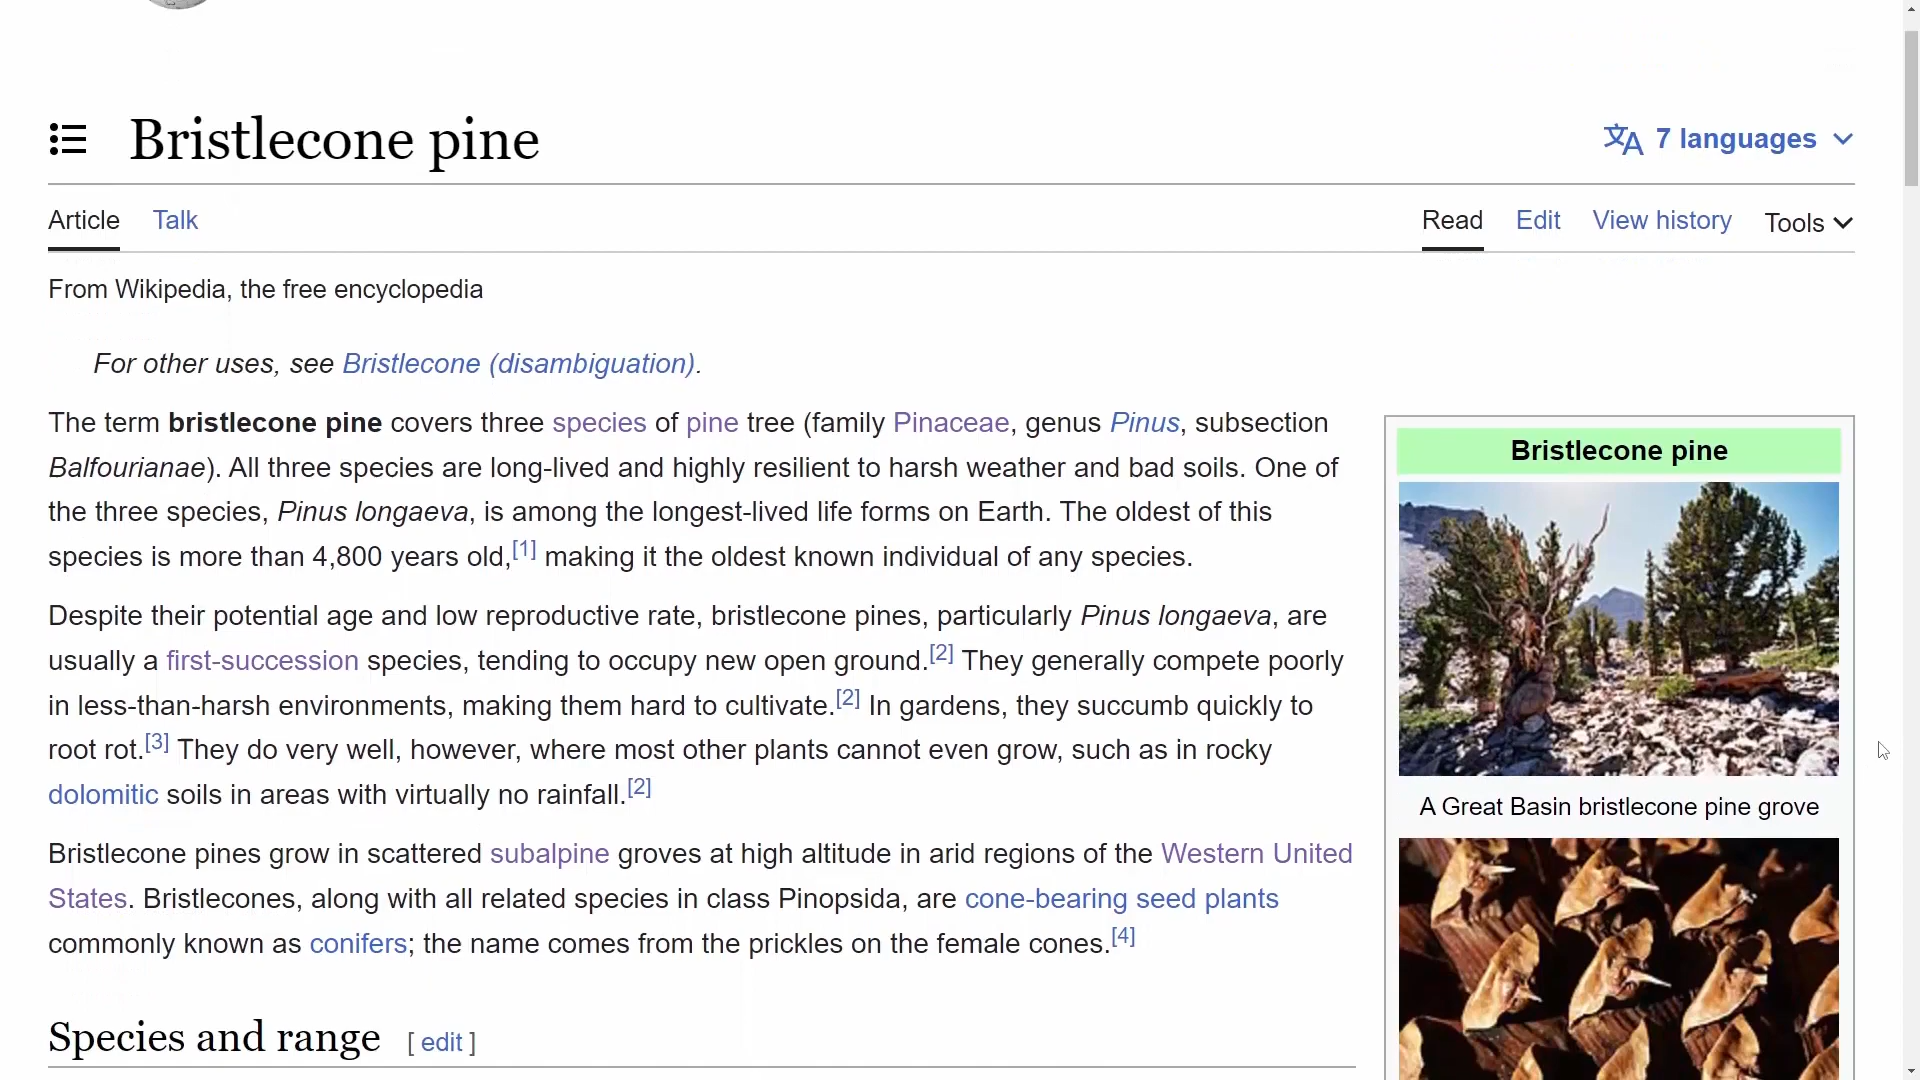 Bristlecone pine
7 languages
Article Talk
Read Edit View history Tools
From Wikipedia, the free encyclopedia
For other uses, see Bristlecone (disambiguation).
The term bristlecone pine covers three species of pine tree (family Pinaceae, genus Pinus, subsection
Balfourianae). All three species are long-lived and highly resilient to harsh weather and bad soils. One of
the three species, Pinus longaeva, is among the longest-lived life forms on Earth. The oldest of this
species is more than 4,800 years old,[1] making it the oldest known individual of any species.
Despite their potential age and low reproductive rate, bristlecone pines, particularly Pinus longaeva, are
usually a first-succession species, tending to occupy new open ground.[2] They generally compete poorly
in less-than-harsh environments, making them hard to cultivate.[2] In gardens, they succumb quickly to
root rot.[3] They do very well, however, where most other plants cannot even grow, such as in rocky
dolomitic soils in areas with virtually no rainfall.[2]
Bristlecone pines grow in scattered subalpine groves at high altitude in arid regions of the Western United
States. Bristlecones, along with all related species in class Pinopsida, are cone-bearing seed plants
commonly known as conifers; the name comes from the prickles on the female cones.[4]
Species and range [ edit ]
Bristlecone pine
A Great Basin bristlecone pine grove